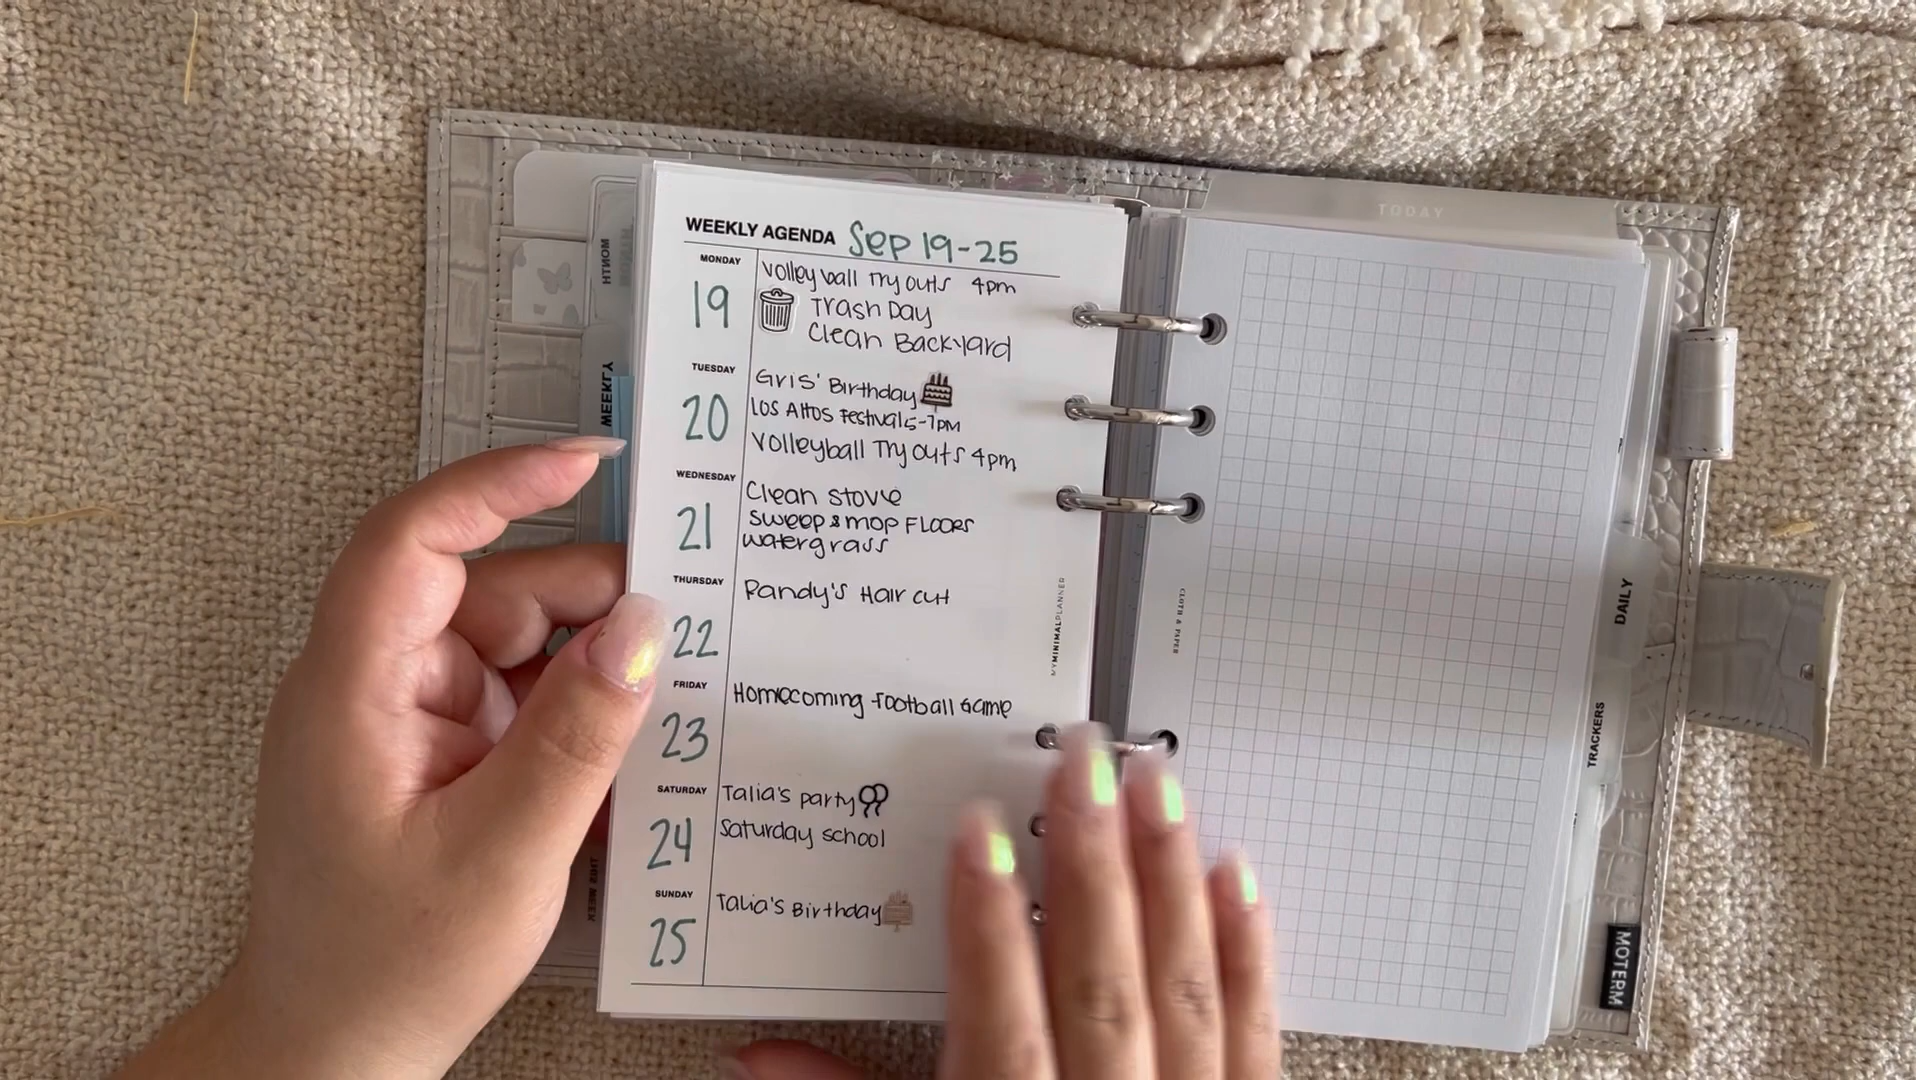 TODAY
WEEKLY AGENDA Sep 19-25
MONDAY
19
Volleyball Try outs 4pm
Trash Day
Clean Backyard
TUESDAY
20
Gris' Birthday
Los Altos Festival 5-7pm
Volleyball Try outs 4pm
WEDNESDAY
21
Clean stove
Sweep & mop Floors
water grass
THURSDAY
22
Randy's Hair cut
FRIDAY
23
Homecoming Football Game
SATURDAY
24
Talia's party
Saturday school
SUNDAY
25
Talia's Birthday
MONTH
WEEKLY
THIS WEEK
MYMINIMALPLANNER
CLOTH & PAPER
DAILY
TRACKERS
MOTERM